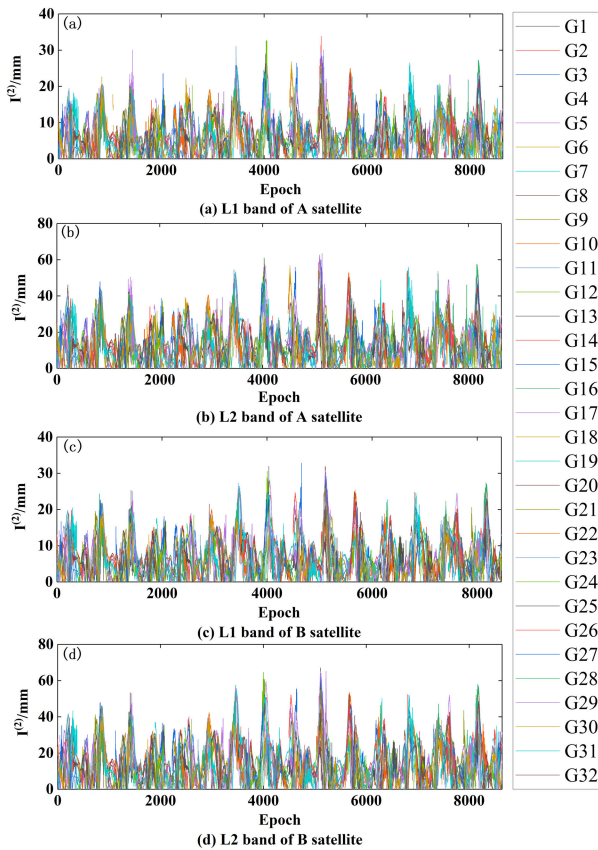 (a)
I(2)/mm
40
30
20
10
0
0 2000 4000 6000 8000
Epoch
(a) L1 band of A satellite
(b)
I(2)/mm
80
60
40
20
0
0 2000 4000 6000 8000
Epoch
(b) L2 band of A satellite
(c)
I(2)/mm
40
30
20
10
0
0 2000 4000 6000 8000
Epoch
(c) L1 band of B satellite
(d)
I(2)/mm
80
60
40
20
0
0 2000 4000 6000 8000
Epoch
(d) L2 band of B satellite
G1
G2
G3
G4
G5
G6
G7
G8
G9
G10
G11
G12
G13
G14
G15
G16
G17
G18
G19
G20
G21
G22
G23
G24
G25
G26
G27
G28
G29
G30
G31
G32